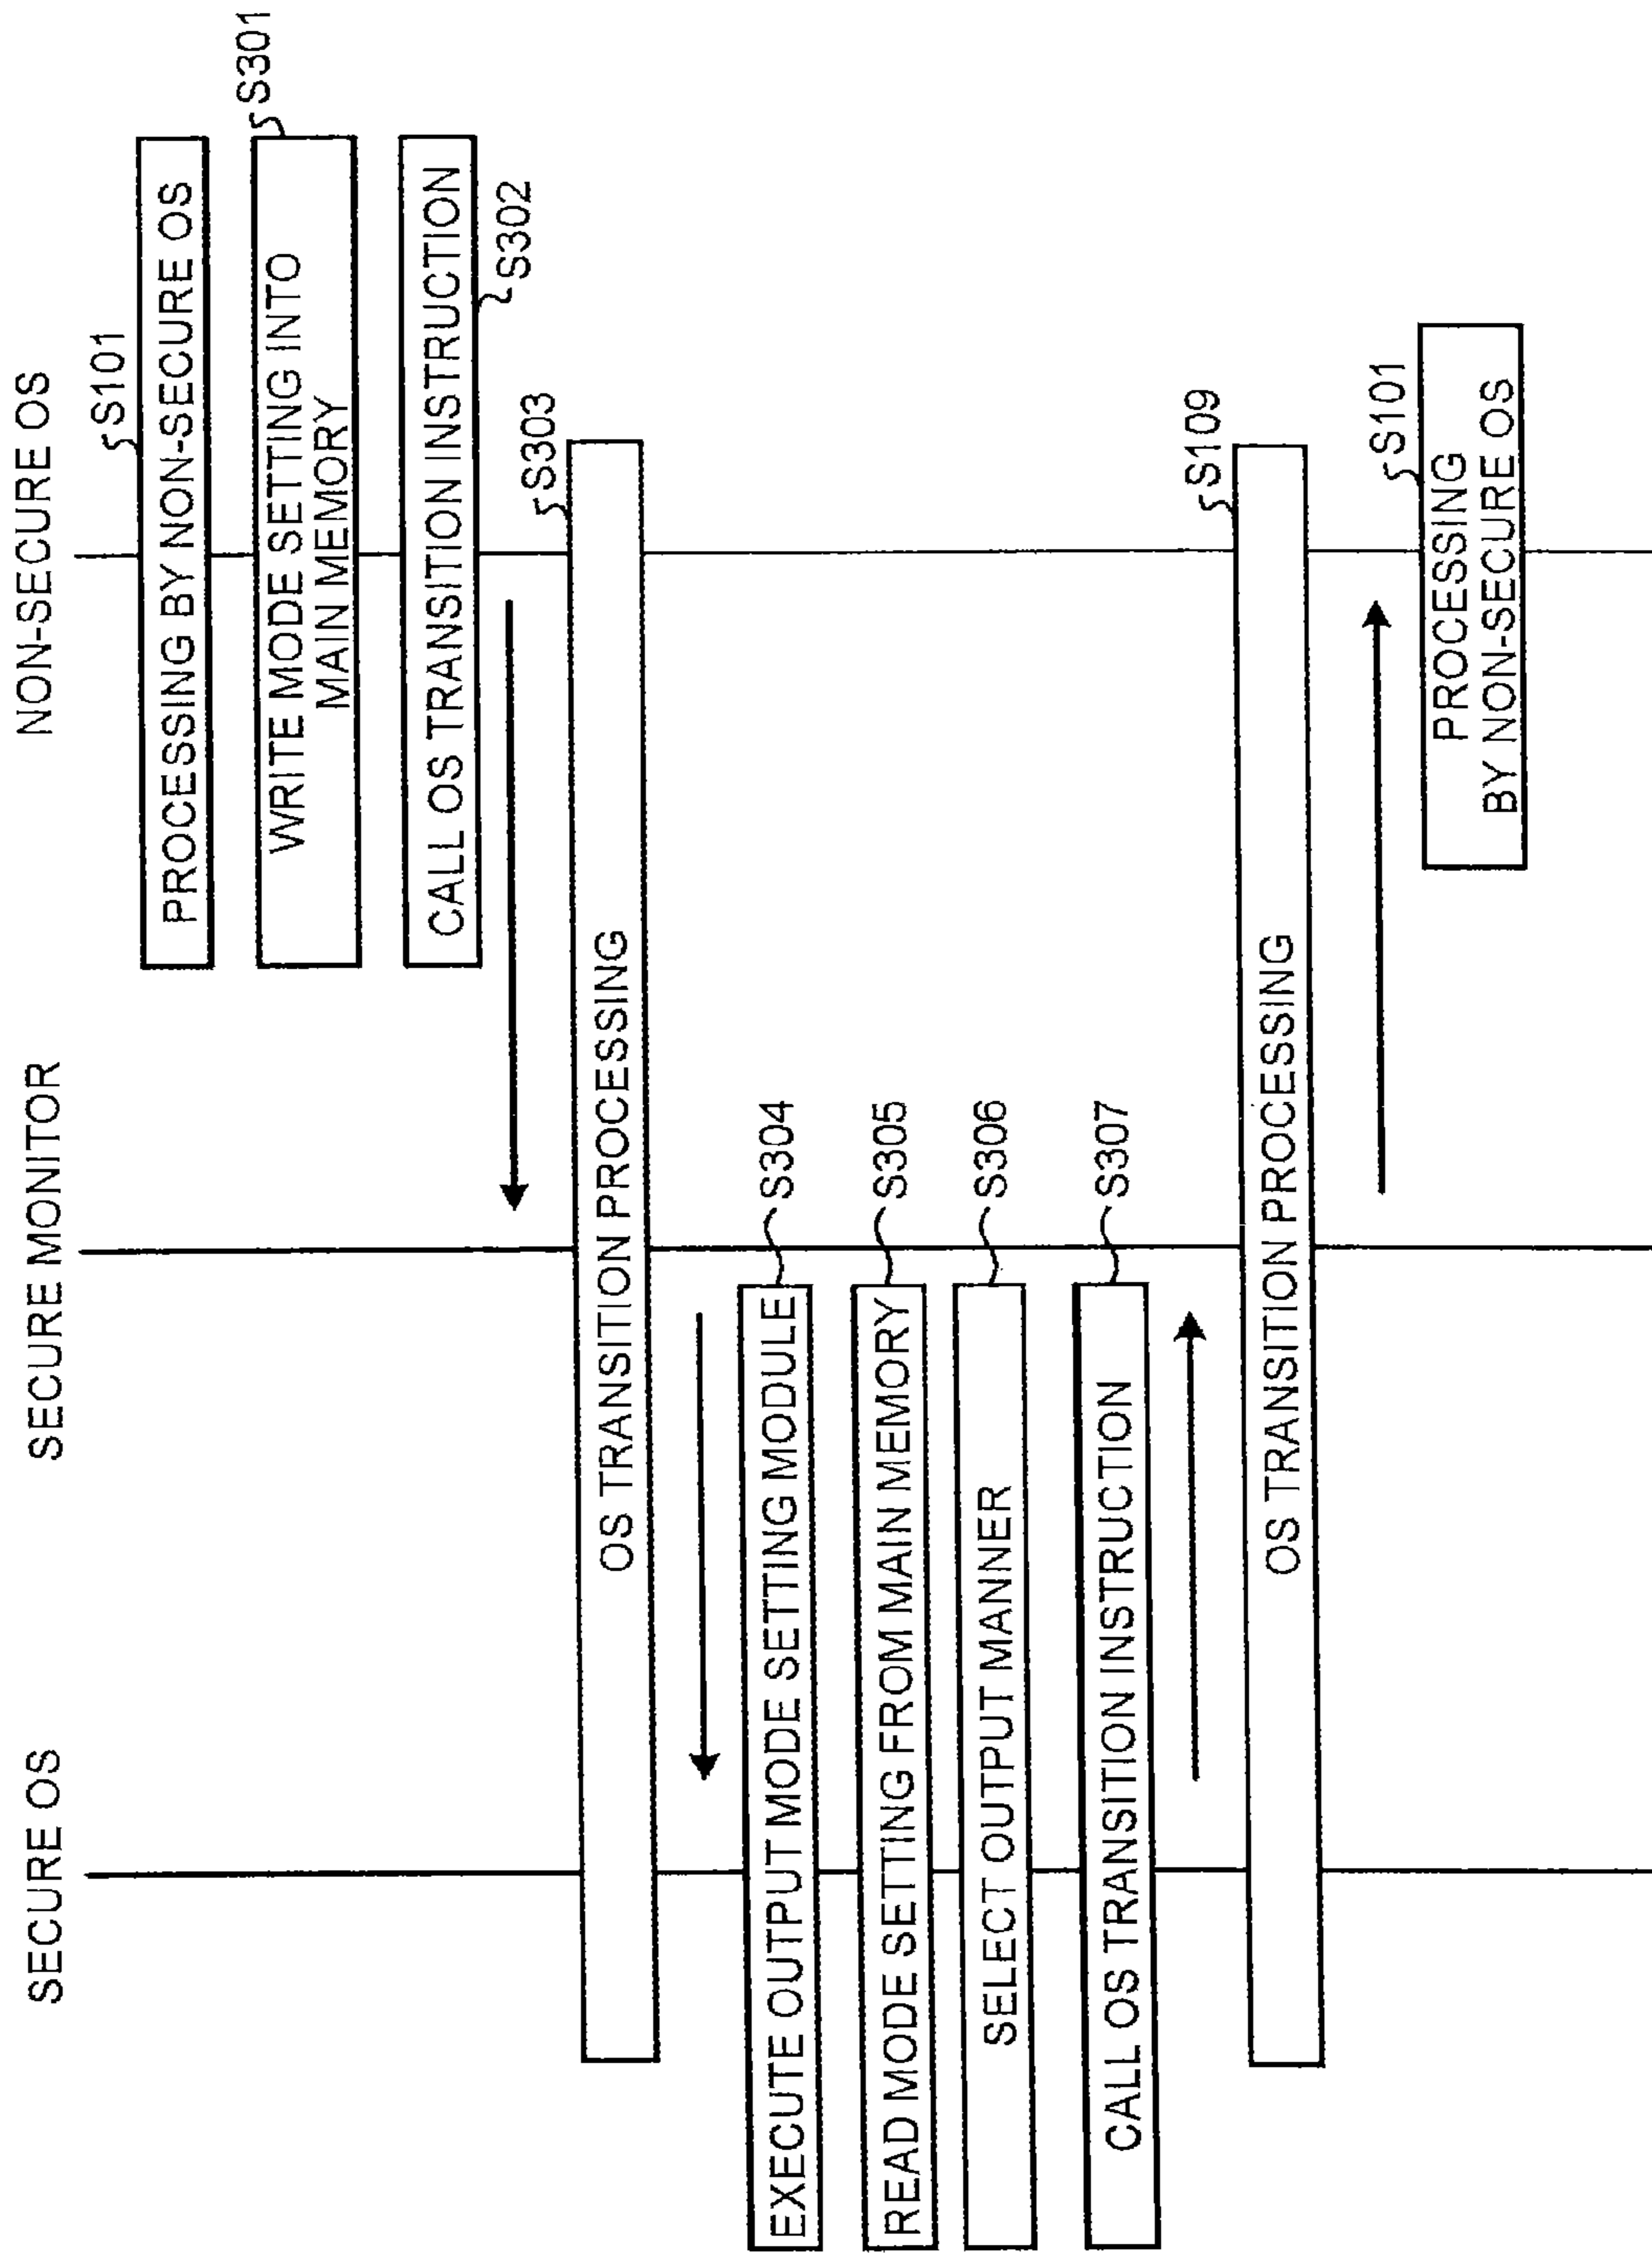 SECURE OS
SECURE MONITOR
NON-SECURE OS
S101
PROCESSING BY NON-SECURE OS
S301
WRITE MODE SETTING INTO
MAIN MEMORY
CALL OS TRANSITION INSTRUCTION
S302
S303
OS TRANSITION PROCESSING
EXECUTE OUTPUT MODE SETTING MODULE
S304
READ MODE SETTING FROM MAIN MEMORY
S305
SELECT OUTPUT MANNER
S306
CALL OS TRANSITION INSTRUCTION
S307
S109
OS TRANSITION PROCESSING
S101
PROCESSING
BY NON-SECURE OS